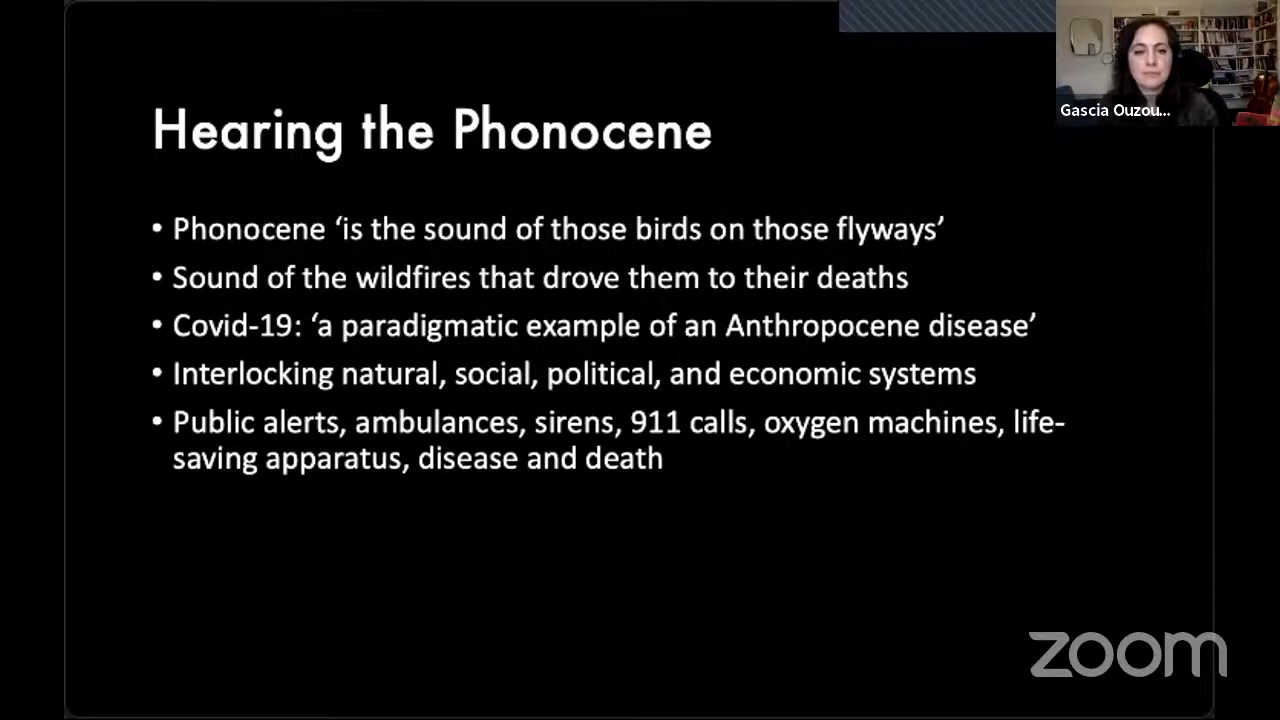 Gascia Ouzou...
Hearing the Phonocene
• Phonocene ‘is the sound of those birds on those flyways’
• Sound of the wildfires that drove them to their deaths
• Covid-19: ‘a paradigmatic example of an Anthropocene disease’
• Interlocking natural, social, political, and economic systems
• Public alerts, ambulances, sirens, 911 calls, oxygen machines, life-
saving apparatus, disease and death
zoom